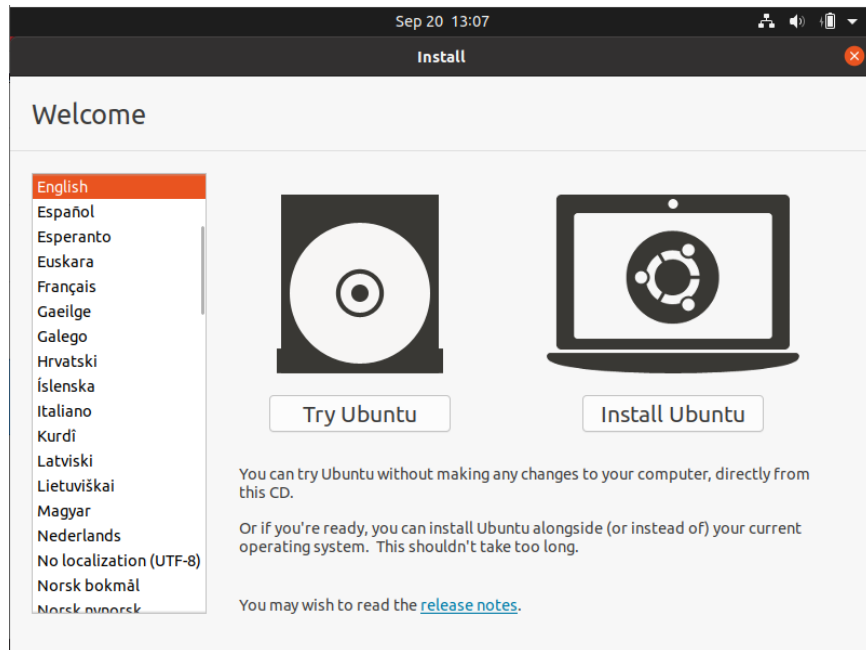 Sep 20 13:07
Install
Welcome
English
Español
Esperanto
Euskara
Français
Gaeilge
Galego
Hrvatski
Íslenska
Italiano
Kurdî
Latviski
Lietuviškai
Magyar
Nederlands
No localization (UTF-8)
Norsk bokmål
Norsk nynorsk
Try Ubuntu
Install Ubuntu
You can try Ubuntu without making any changes to your computer, directly from
this CD.
Or if you're ready, you can install Ubuntu alongside (or instead of) your current
operating system. This shouldn't take too long.
You may wish to read the release notes.